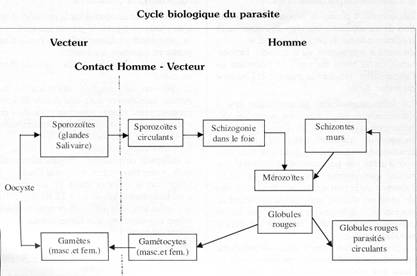 Cycle biologique du parasite
Vecteur
Homme
Contact Homme - Vecteur
Sporozoïtes
(glandes
Salivaire)
Sporozoïtes
circulants
Schizogonie
dans le foie
Schizontes
murs
Mérozoïtes
Oocyste
Globules
rouges
Globules rouges
parasités
circulants
Gamètes
(masc.et fem.)
Gamétocytes
(masc.et fem.)